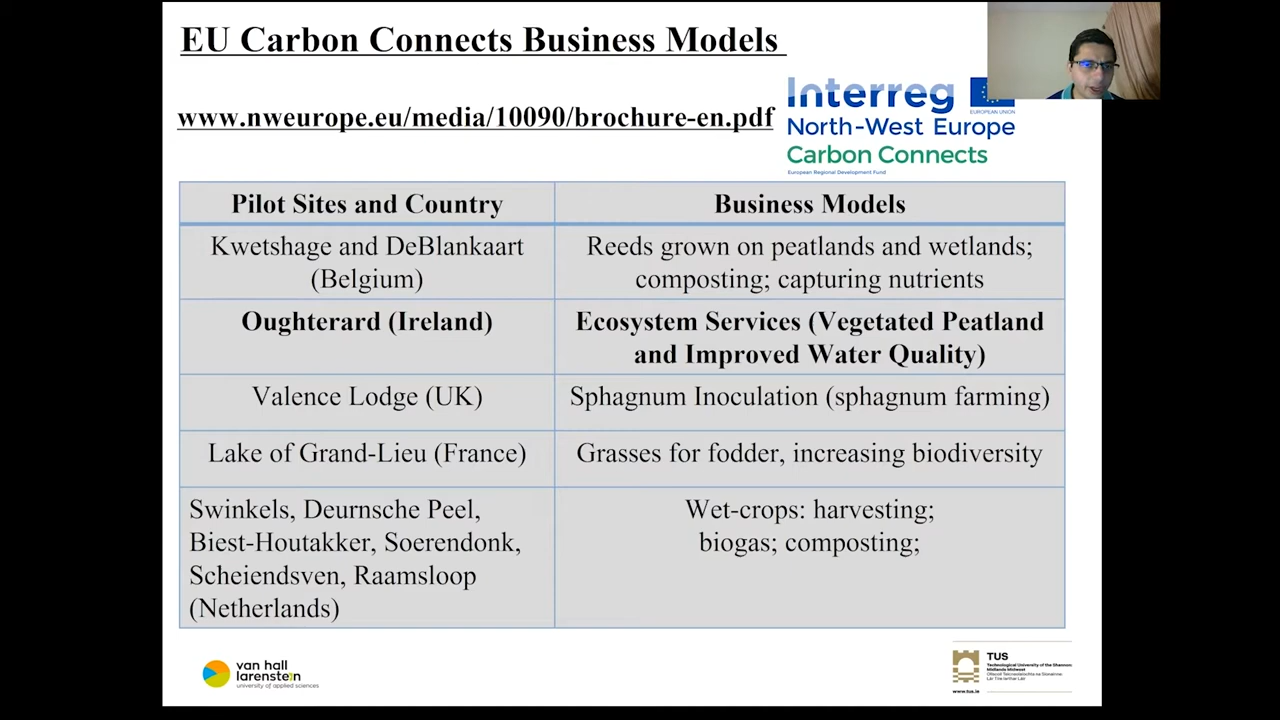 EU Carbon Connects Business Models
www.nweurope.eu/media/10090/brochure-en.pdf
Interreg
EUROPEAN UNION
North-West Europe
Carbon Connects
European Regional Development Fund
Pilot Sites and Country
Business Models
Kwetshage and DeBlankaart
(Belgium)
Reeds grown on peatlands and wetlands;
composting; capturing nutrients
Oughterard (Ireland)
Ecosystem Services (Vegetated Peatland
and Improved Water Quality)
Valence Lodge (UK)
Sphagnum Inoculation (sphagnum farming)
Lake of Grand-Lieu (France)
Grasses for fodder, increasing biodiversity
Swinkels, Deurnsche Peel,
Biest-Houtakker, Soerendonk,
Scheiendsven, Raamsloop
(Netherlands)
Wet-crops: harvesting;
biogas; composting;
van hall
larenstein
university of applied sciences
TUS
Technological University of the Shannon:
Midlands Midwest
www.tus.ie